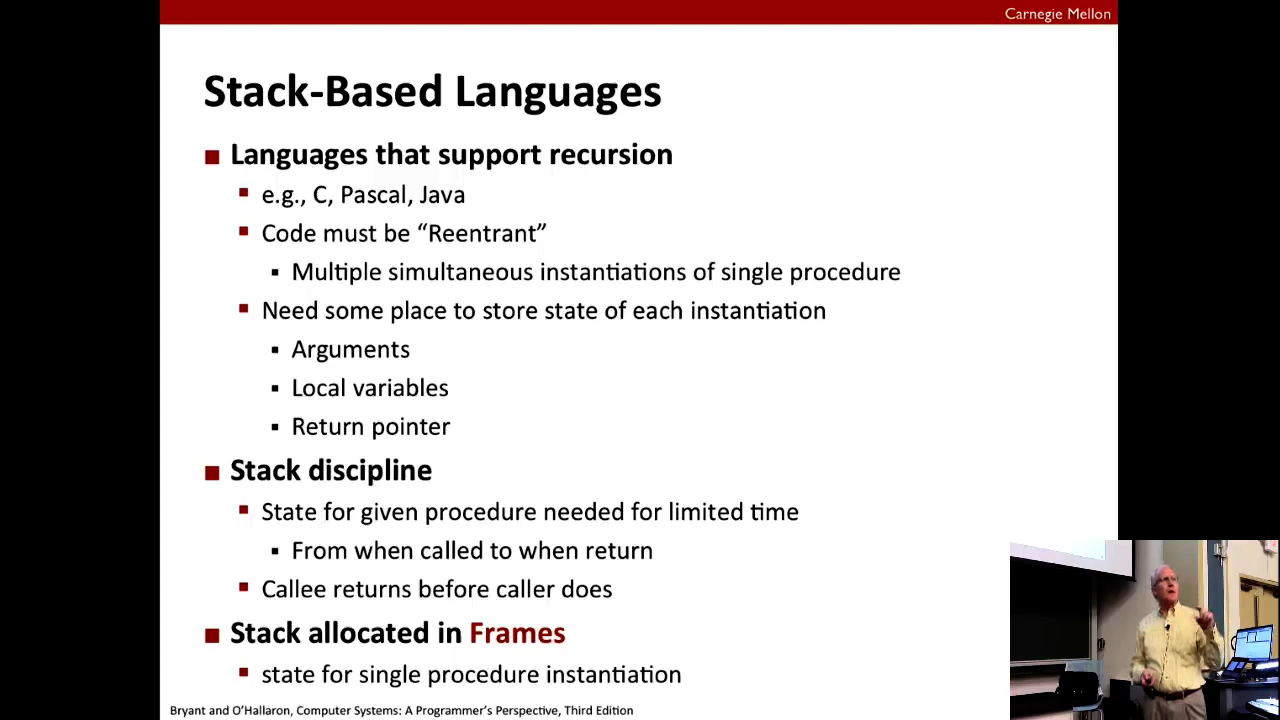 Carnegie Mellon
Stack-Based Languages
Languages that support recursion
e.g., C, Pascal, Java
Code must be “Reentrant”
Multiple simultaneous instantiations of single procedure
Need some place to store state of each instantiation
Arguments
Local variables
Return pointer
Stack discipline
State for given procedure needed for limited time
From when called to when return
Callee returns before caller does
Stack allocated in Frames
state for single procedure instantiation
Bryant and O’Hallaron, Computer Systems: A Programmer’s Perspective, Third Edition